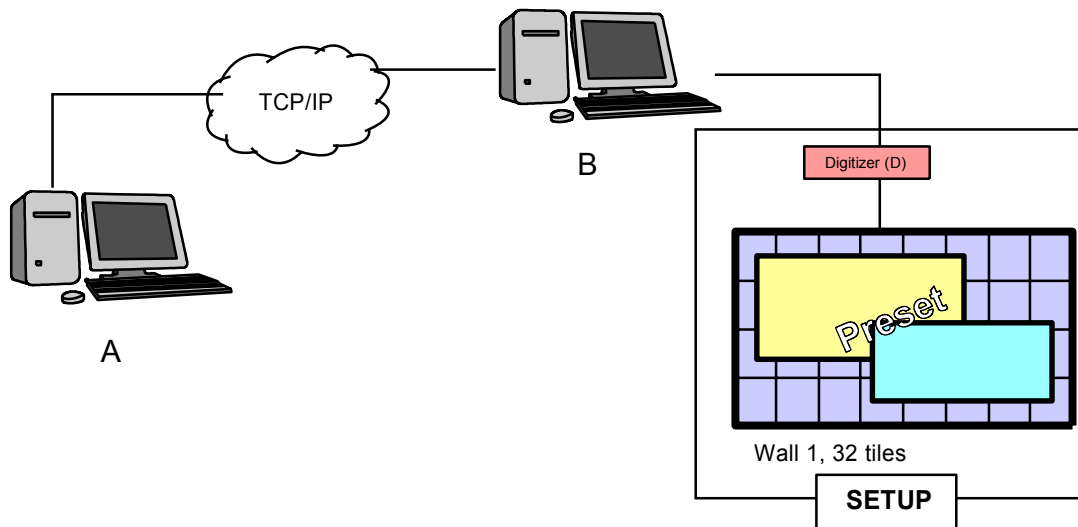 TCP/IP
B
Digitizer (D)
A
Preset
Wall 1, 32 tiles
SETUP